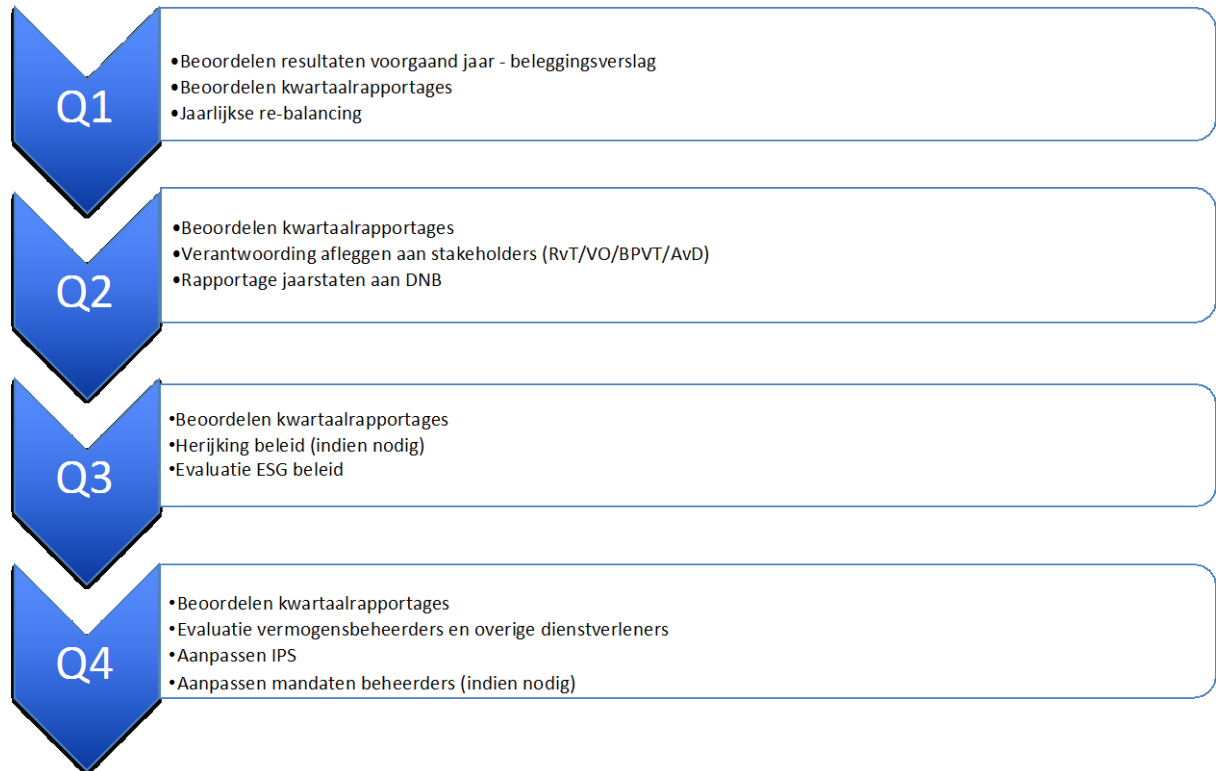 Q1
•Beoordelen resultaten voorgaand jaar - beleggingsverslag
•Beoordelen kwartaalrapportages
•Jaarlijkse re-balancing
Q2
•Beoordelen kwartaalrapportages
•Verantwoording afleggen aan stakeholders (RvT/VO/BPVT/AvD)
•Rapportage jaarstaten aan DNB
Q3
•Beoordelen kwartaalrapportages
•Herijking beleid (indien nodig)
•Evaluatie ESG beleid
Q4
•Beoordelen kwartaalrapportages
•Evaluatie vermogensbeheerders en overige dienstverleners
•Aanpassen IPS
•Aanpassen mandaten beheerders (indien nodig)